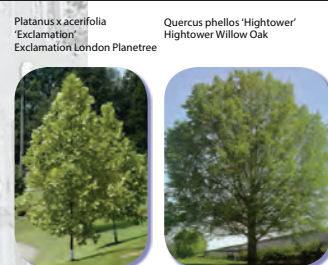 Platanus x acerifolia
‘Exclamation’
Exclamation London Planetree
Quercus phellos ‘Hightower’
Hightower Willow Oak